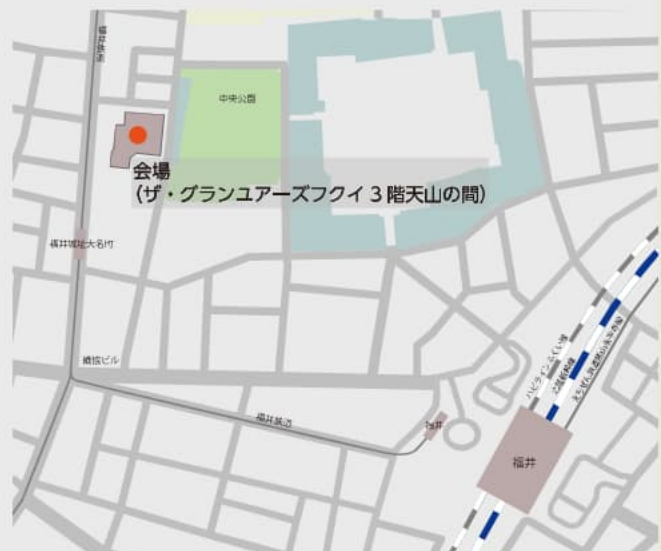 福井鉄道
中央公園
会場
(ザ・グランユアーズフクイ 3 階天山の間)
福井城址大名町
繊協ビル
福井鉄道
福井
ハピラインふくい線
北陸新幹線
えちぜん鉄道勝山永平寺線
福井